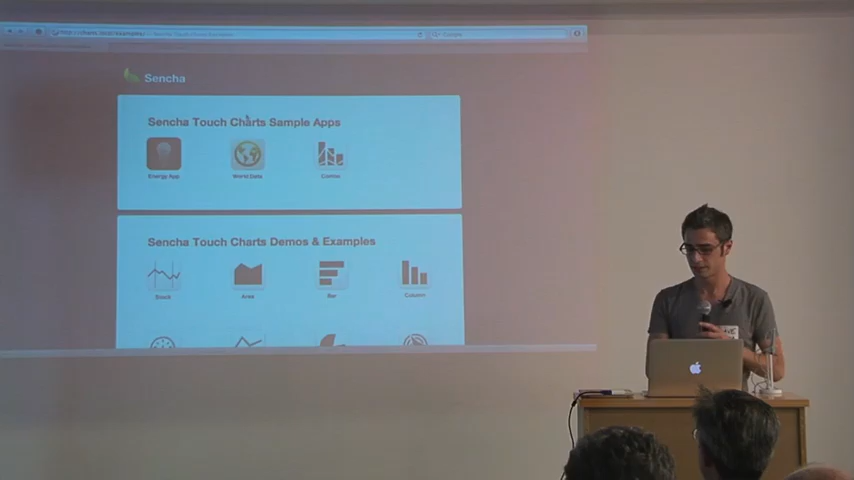 Sencha
Sencha Touch Charts Sample Apps
Energy App
World Data
Sencha Touch Charts Demos & Examples
Stock
Area
Bar
Column